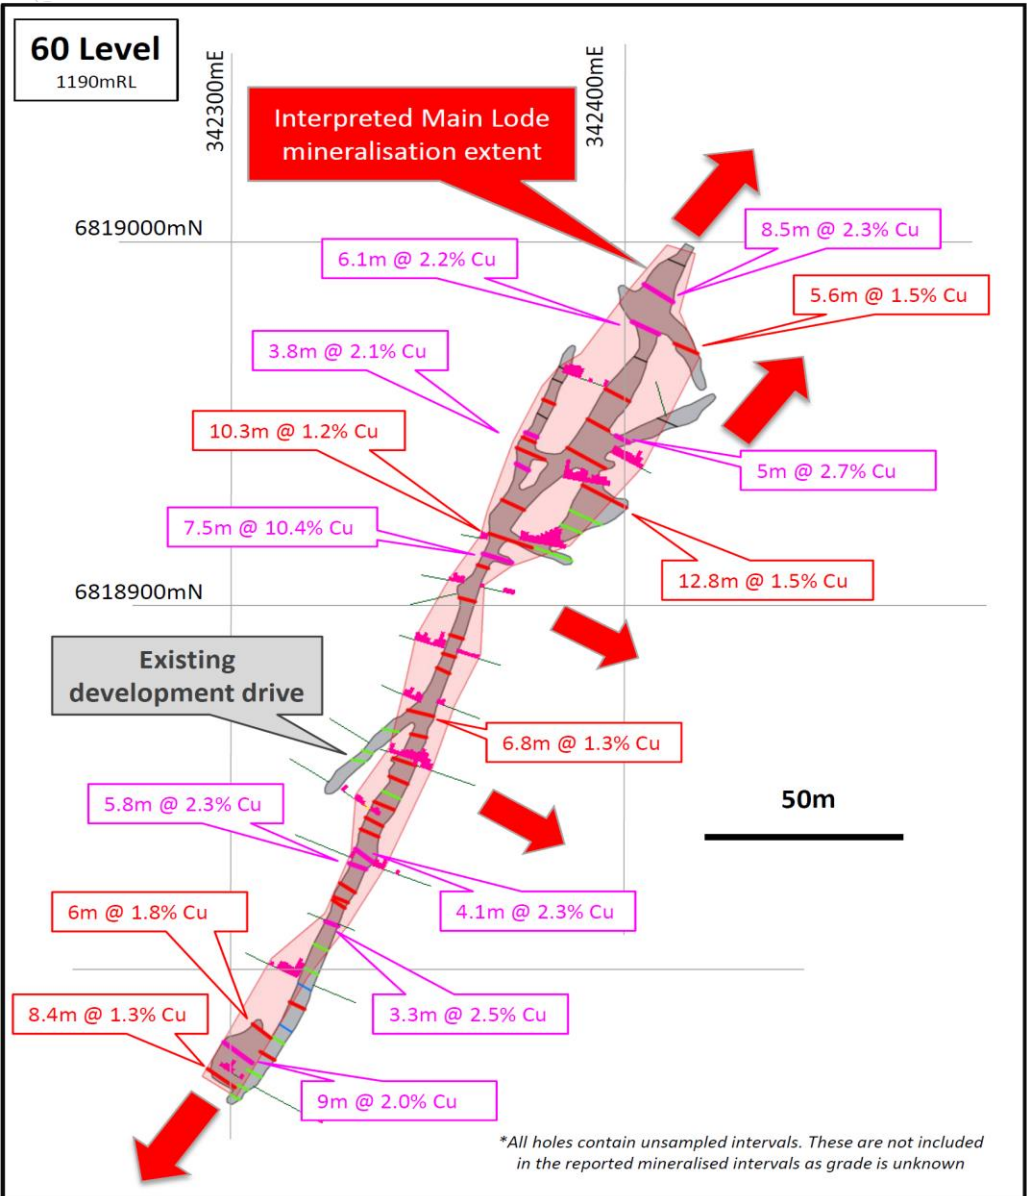 60 Level
1190mRL
342300mE
342400mE
Interpreted Main Lode
mineralisation extent
6819000mN
8.5m @ 2.3% Cu
6.1m @ 2.2% Cu
5.6m @ 1.5% Cu
3.8m @ 2.1% Cu
10.3m @ 1.2% Cu
5m @ 2.7% Cu
7.5m @ 10.4% Cu
12.8m @ 1.5% Cu
6818900mN
Existing
development drive
6.8m @ 1.3% Cu
5.8m @ 2.3% Cu
50m
4.1m @ 2.3% Cu
6m @ 1.8% Cu
3.3m @ 2.5% Cu
8.4m @ 1.3% Cu
9m @ 2.0% Cu
*All holes contain unsampled intervals. These are not included
in the reported mineralised intervals as grade is unknown